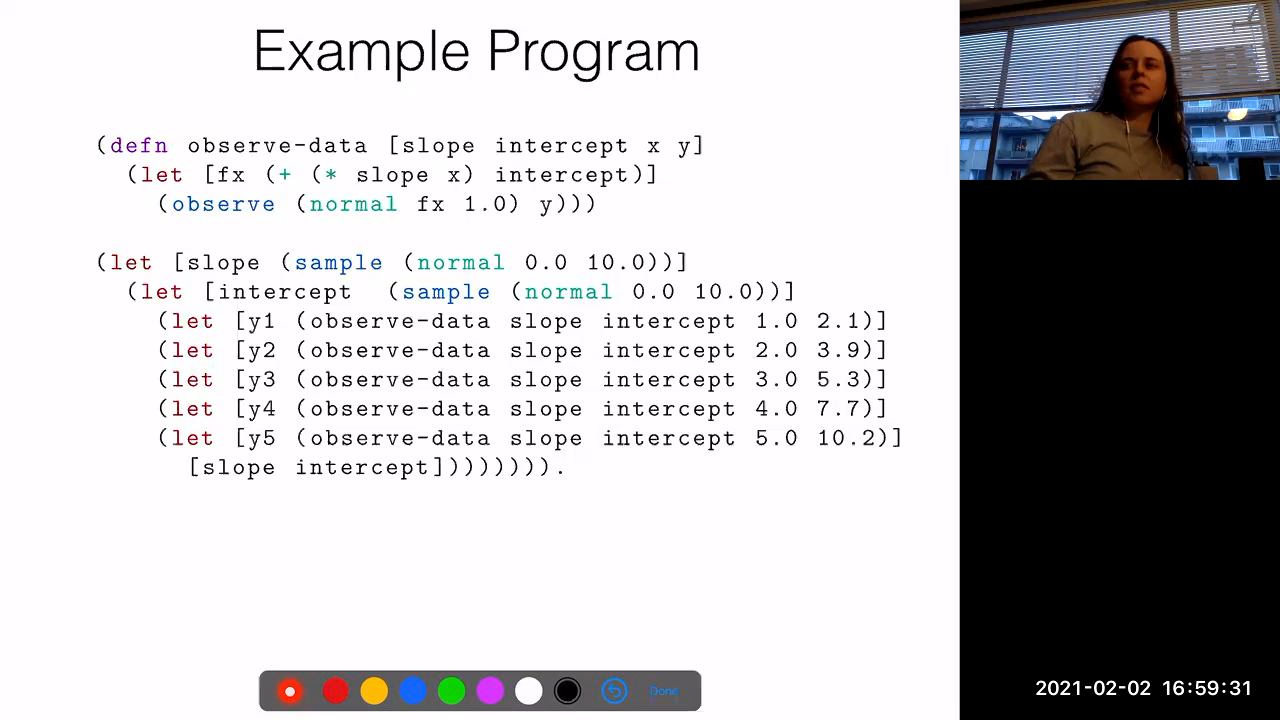 Example Program
(defn observe-data [slope intercept x y]
(let [fx (+ (* slope x) intercept)]
(observe (normal fx 1.0) y)))
(let [slope (sample (normal 0.0 10.0))]
(let [intercept (sample (normal 0.0 10.0))]
(let [y1 (observe-data slope intercept 1.0 2.1)]
(let [y2 (observe-data slope intercept 2.0 3.9)]
(let [y3 (observe-data slope intercept 3.0 5.3)]
(let [y4 (observe-data slope intercept 4.0 7.7)]
(let [y5 (observe-data slope intercept 5.0 10.2)]
[slope intercept]))))))).
Done
2021-02-02 16:59:31